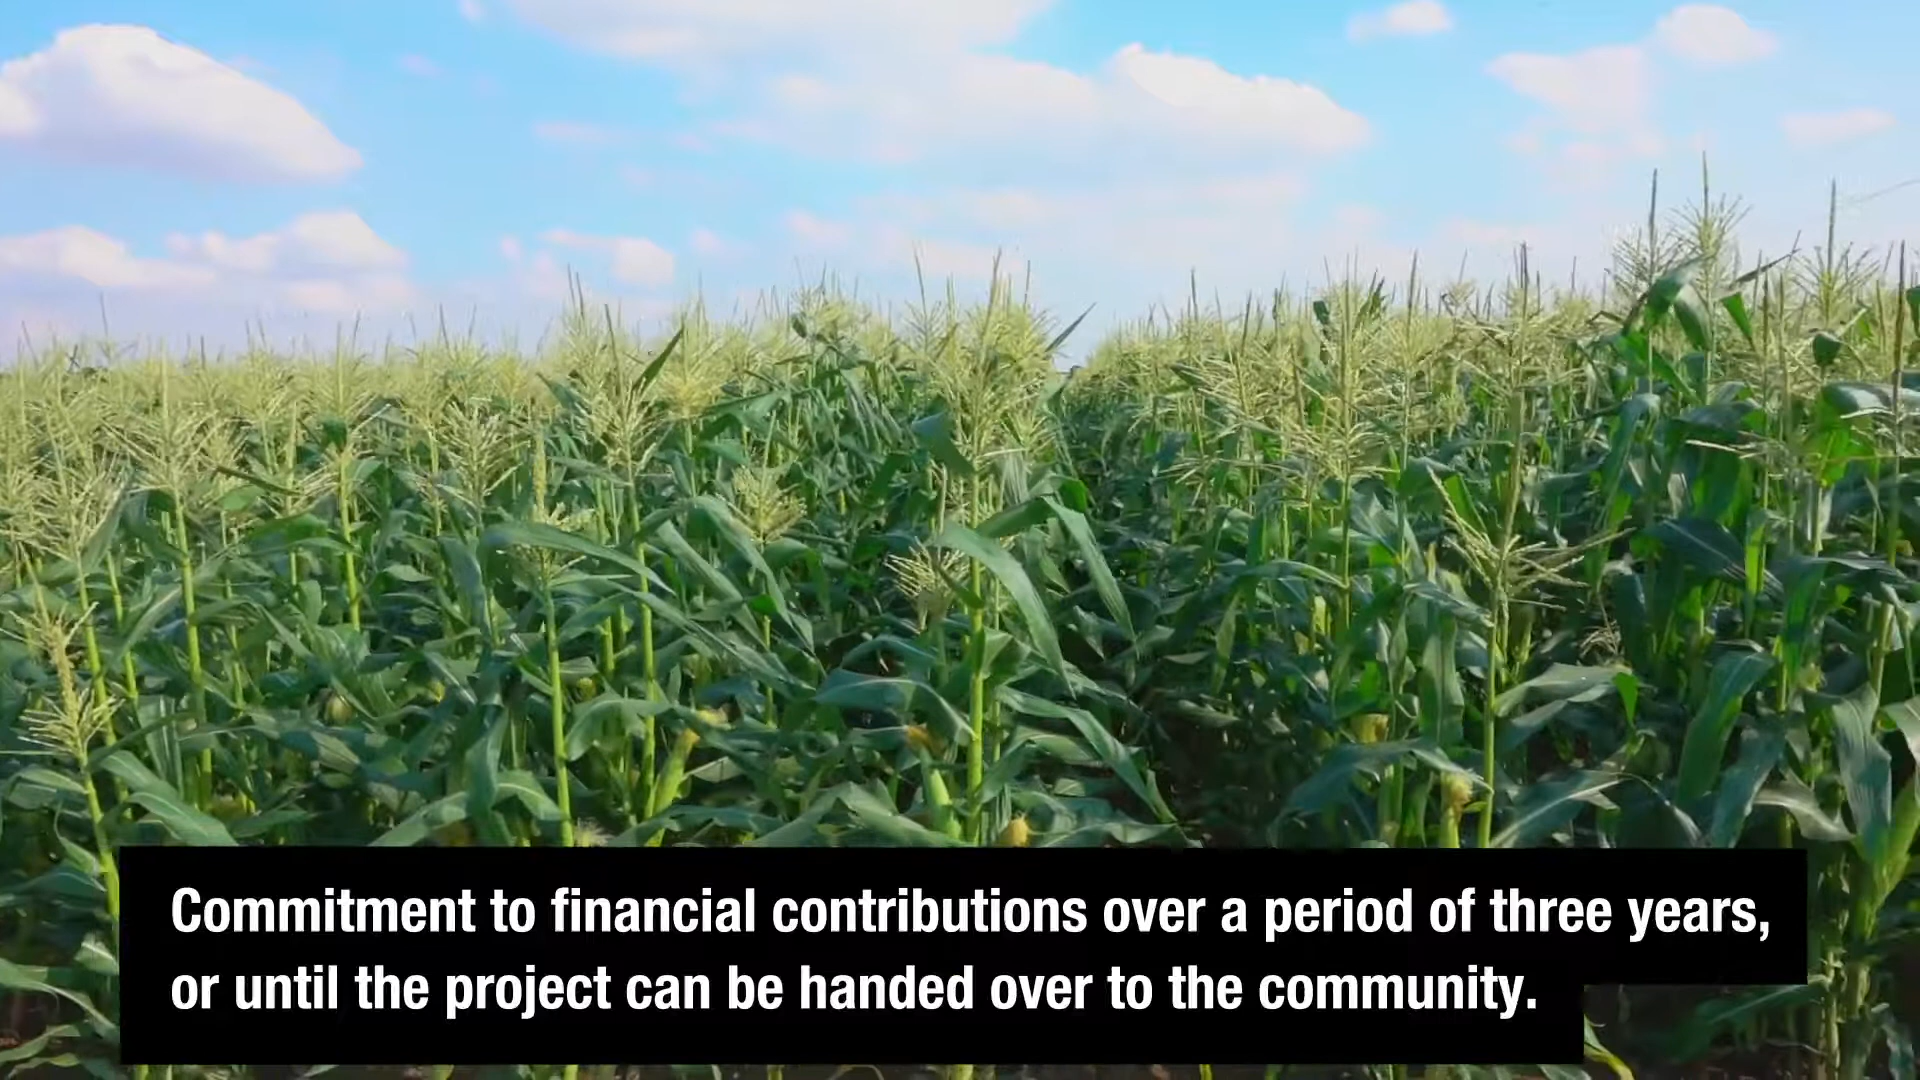 Commitment to financial contributions over a period of three years,
or until the project can be handed over to the community.